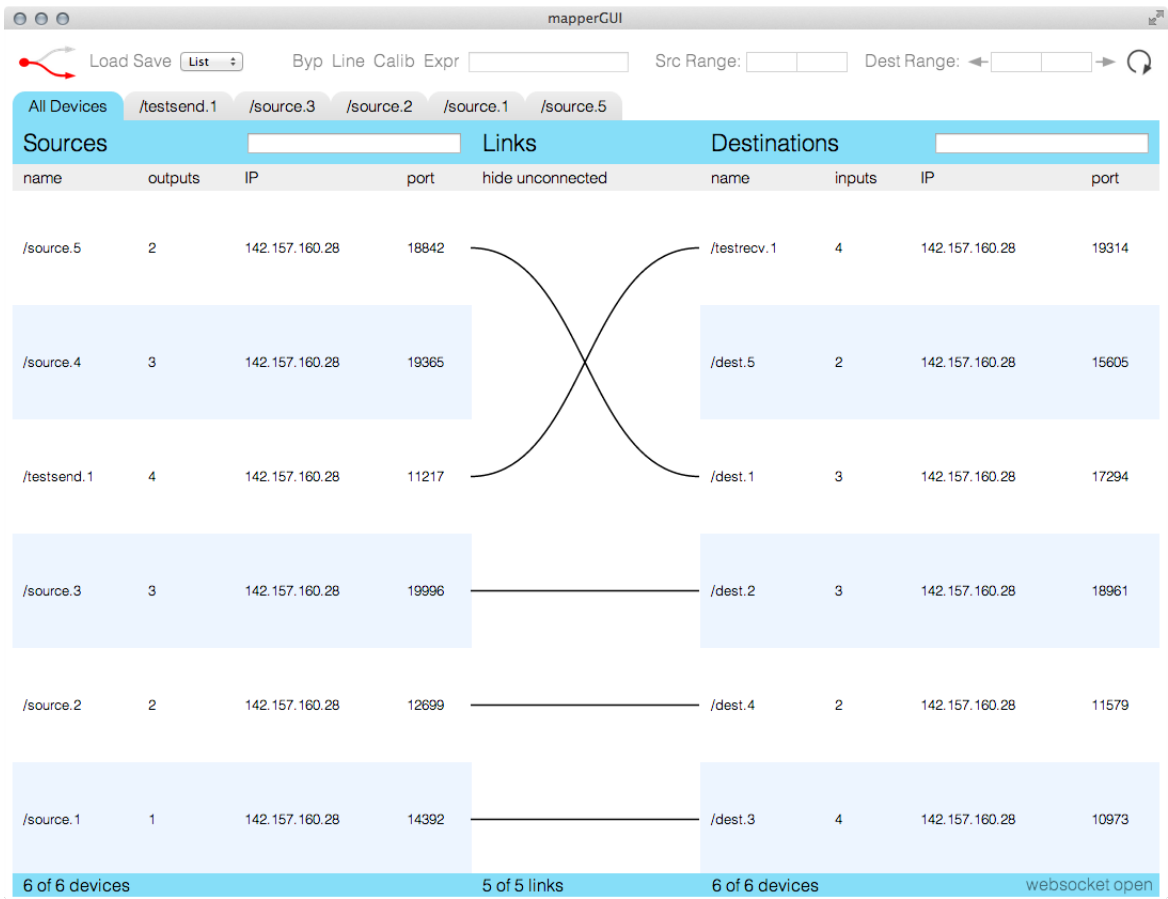 mapperGUI
Load Save List Byp Line Calib Expr Src Range: Dest Range:
All Devices /testsend.1 /source.3 /source.2 /source.1 /source.5
Sources Links Destinations
name outputs IP port hide unconnected name inputs IP port
/source.5 2 142.157.160.28 18842 /testrecv.1 4 142.157.160.28 19314
/source.4 3 142.157.160.28 19365 /dest.5 2 142.157.160.28 15605
/testsend.1 4 142.157.160.28 11217 /dest.1 3 142.157.160.28 17294
/source.3 3 142.157.160.28 19996 /dest.2 3 142.157.160.28 18961
/source.2 2 142.157.160.28 12699 /dest.4 2 142.157.160.28 11579
/source.1 1 142.157.160.28 14392 /dest.3 4 142.157.160.28 10973
6 of 6 devices 5 of 5 links 6 of 6 devices websocket open